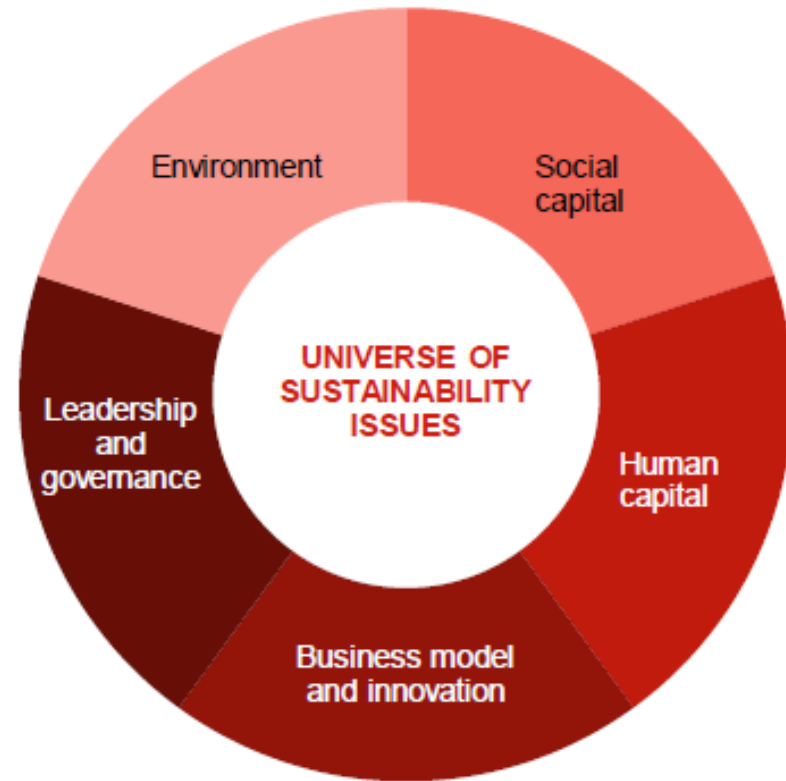 Environment
Social
capital
UNIVERSE OF
SUSTAINABILITY
ISSUES
Leadership
and
governance
Human
capital
Business model
and innovation